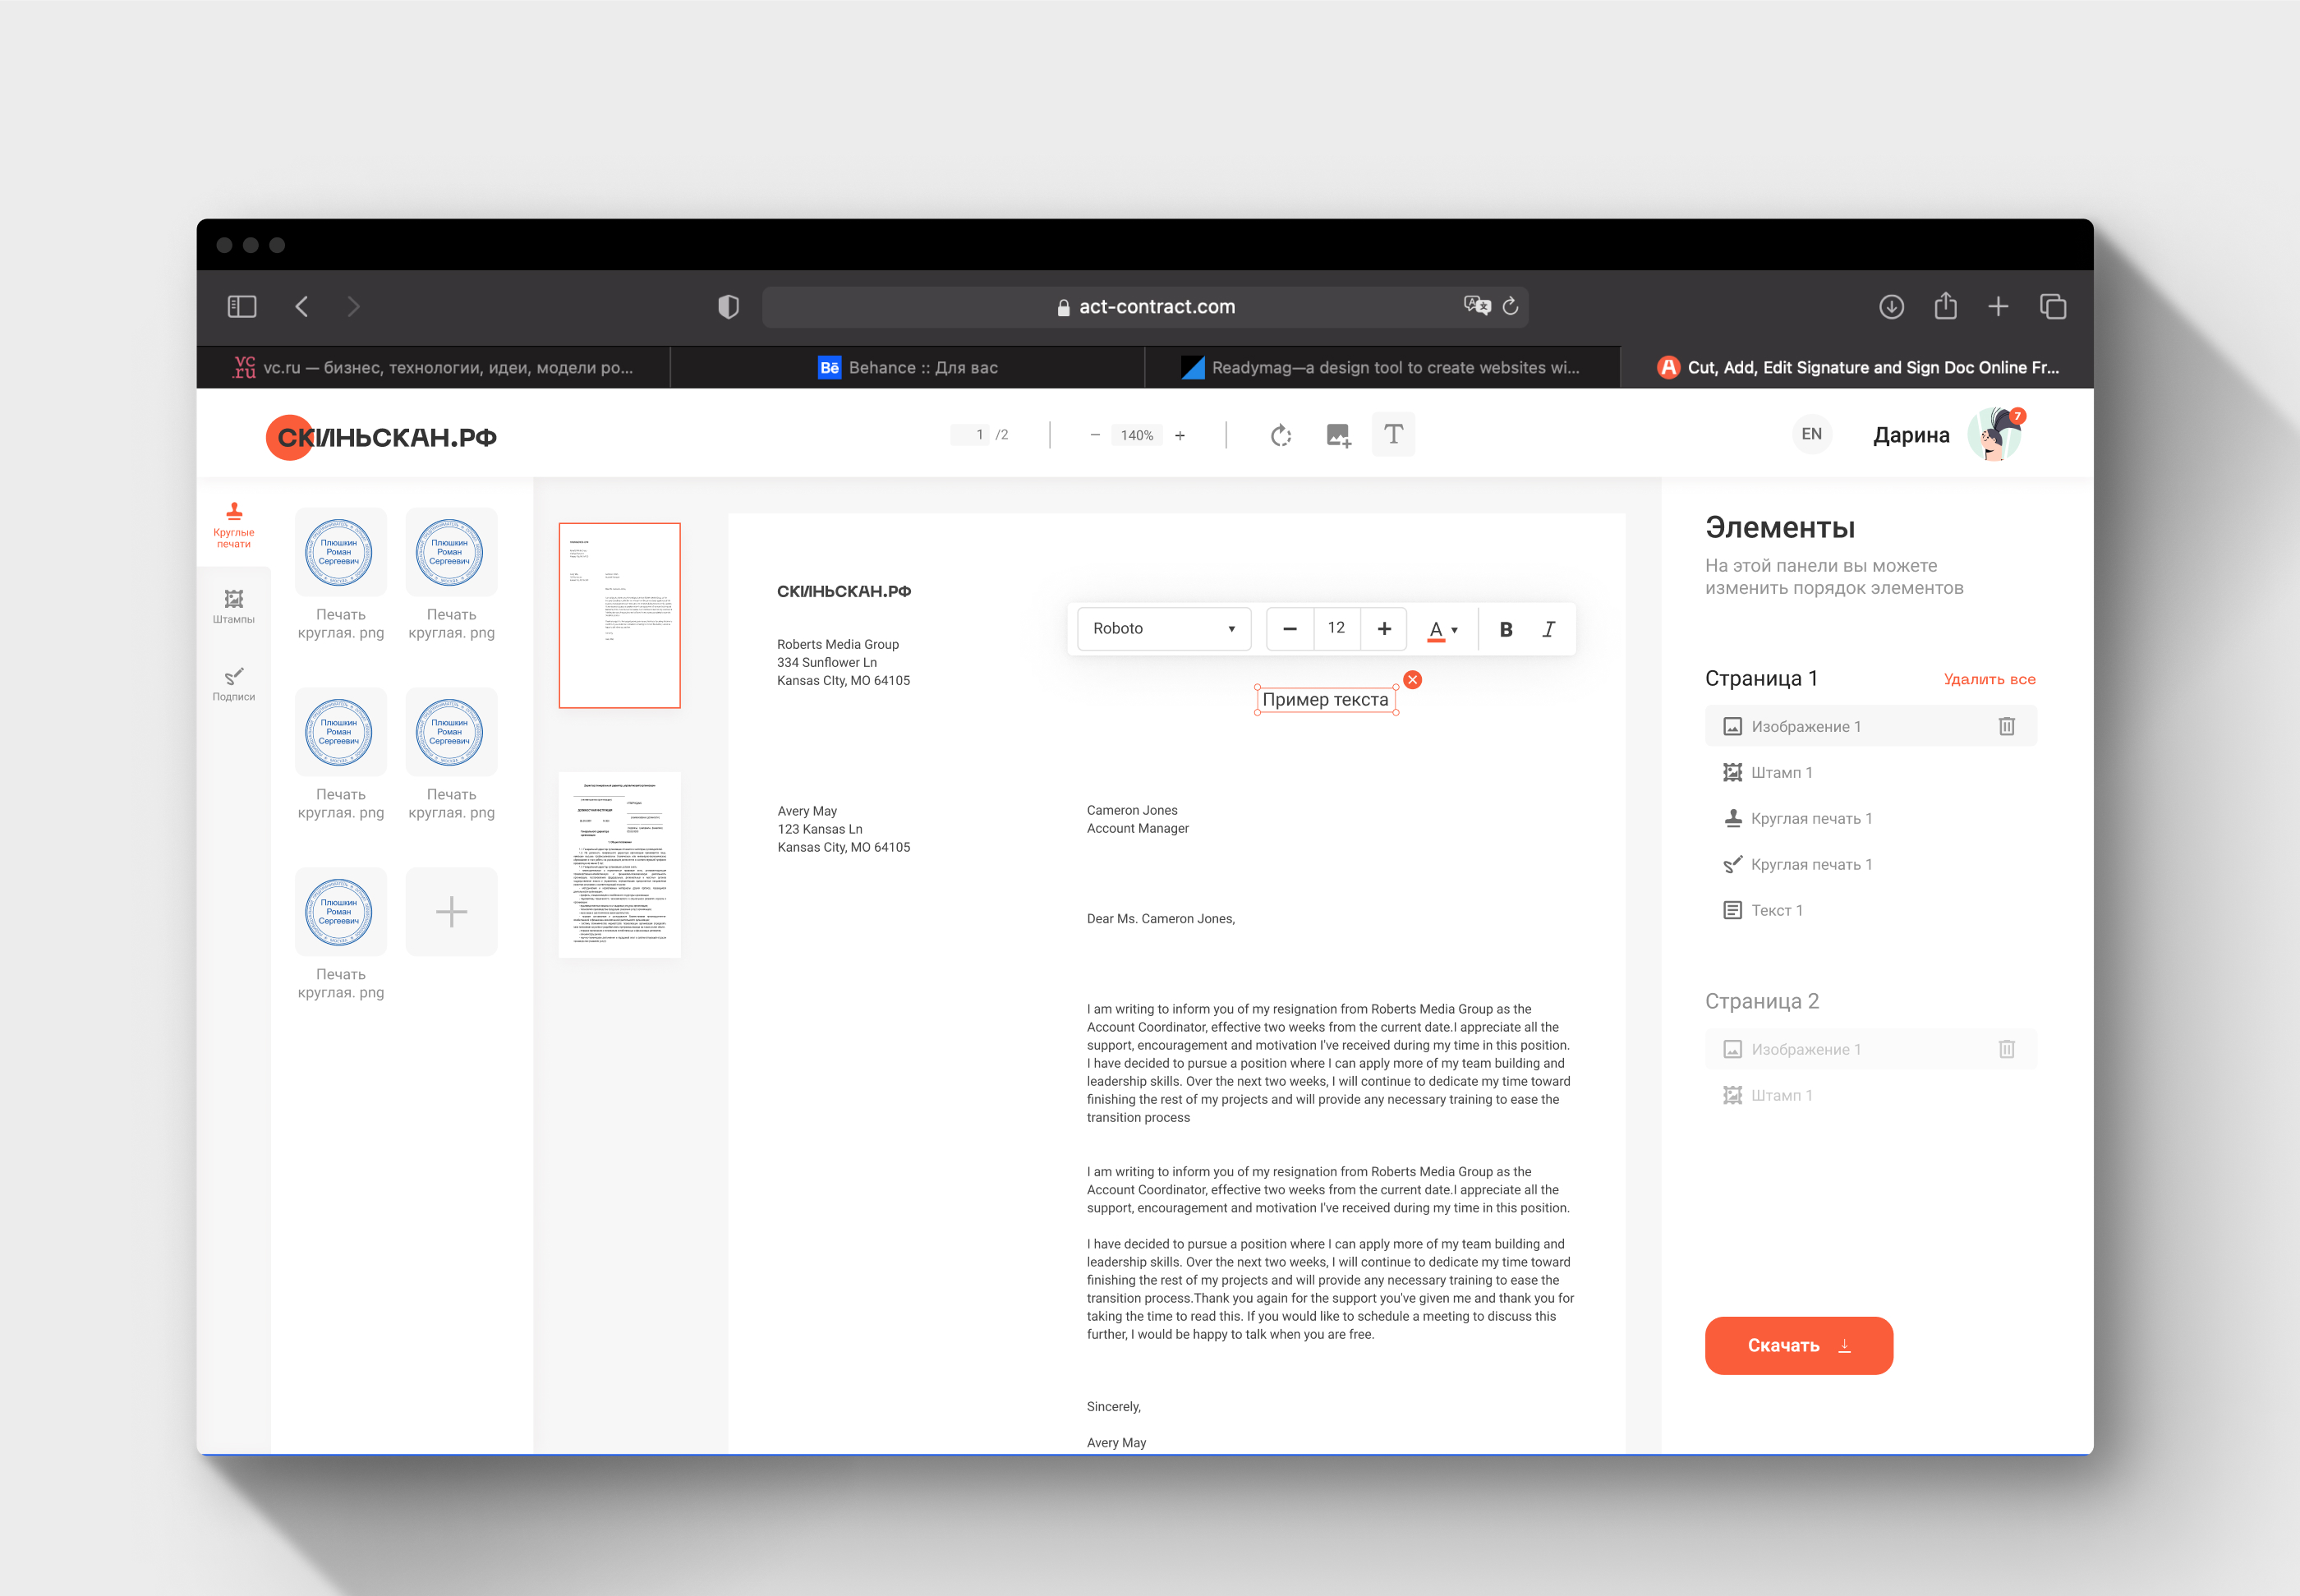 act-contract.com
vc.ru — бизнес, технологии, идеи, модели ро...
Bē Behance :: Для вас
Readymag—a design tool to create websites wi...
Cut, Add, Edit Signature and Sign Doc Online Fr...
СКИНЬСКАН.РФ
1 /2
140%
T
EN
Дарина
7
Круглые
печати
Штампы
Подписи
Плюшкин
Роман
Сергеевич
Печать
круглая. png
Плюшкин
Роман
Сергеевич
Печать
круглая. png
Плюшкин
Роман
Сергеевич
Печать
круглая. png
Плюшкин
Роман
Сергеевич
Печать
круглая. png
Плюшкин
Роман
Сергеевич
Печать
круглая. png
СКИНЬСКАН.РФ
Roberts Media Group
334 Sunflower Ln
Kansas CIty, MO 64105
Roboto
12
A
B I
Пример текста
Avery May
123 Kansas Ln
Kansas City, MO 64105
Cameron Jones
Account Manager
Dear Ms. Cameron Jones,
I am writing to inform you of my resignation from Roberts Media Group as the
Account Coordinator, effective two weeks from the current date.I appreciate all the
support, encouragement and motivation I've received during my time in this position.
I have decided to pursue a position where I can apply more of my team building and
leadership skills. Over the next two weeks, I will continue to dedicate my time toward
finishing the rest of my projects and will provide any necessary training to ease the
transition process
I am writing to inform you of my resignation from Roberts Media Group as the
Account Coordinator, effective two weeks from the current date.I appreciate all the
support, encouragement and motivation I've received during my time in this position.
I have decided to pursue a position where I can apply more of my team building and
leadership skills. Over the next two weeks, I will continue to dedicate my time toward
finishing the rest of my projects and will provide any necessary training to ease the
transition process.Thank you again for the support you've given me and thank you for
taking the time to read this. If you would like to schedule a meeting to discuss this
further, I would be happy to talk when you are free.
Sincerely,
Avery May
Элементы
На этой панели вы можете
изменить порядок элементов
Страница 1
Удалить все
Изображение 1
Штамп 1
Круглая печать 1
Круглая печать 1
Текст 1
Страница 2
Изображение 1
Штамп 1
Скачать